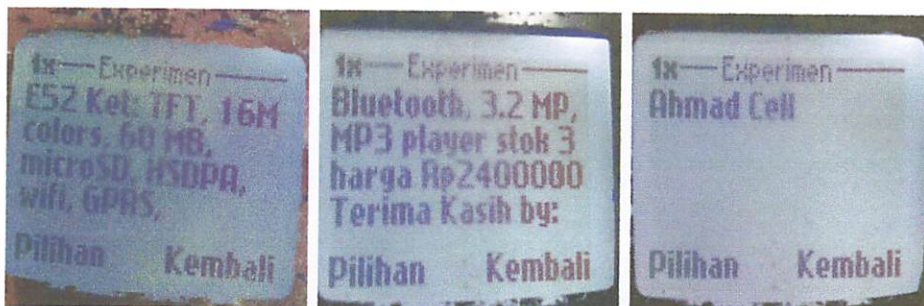 1x Experimen
E52 Ket: TFT, 16M
colors, 60 MB,
microSD, HSDPA,
wifi, GPRS,
Pilihan Kembali
1x Experimen
Bluetooth, 3.2 MP,
MP3 player stok 3
harga Rp2400000
Terima Kasih by:
Pilihan Kembali
1x Experimen
Ahmad Cell
Pilihan Kembali